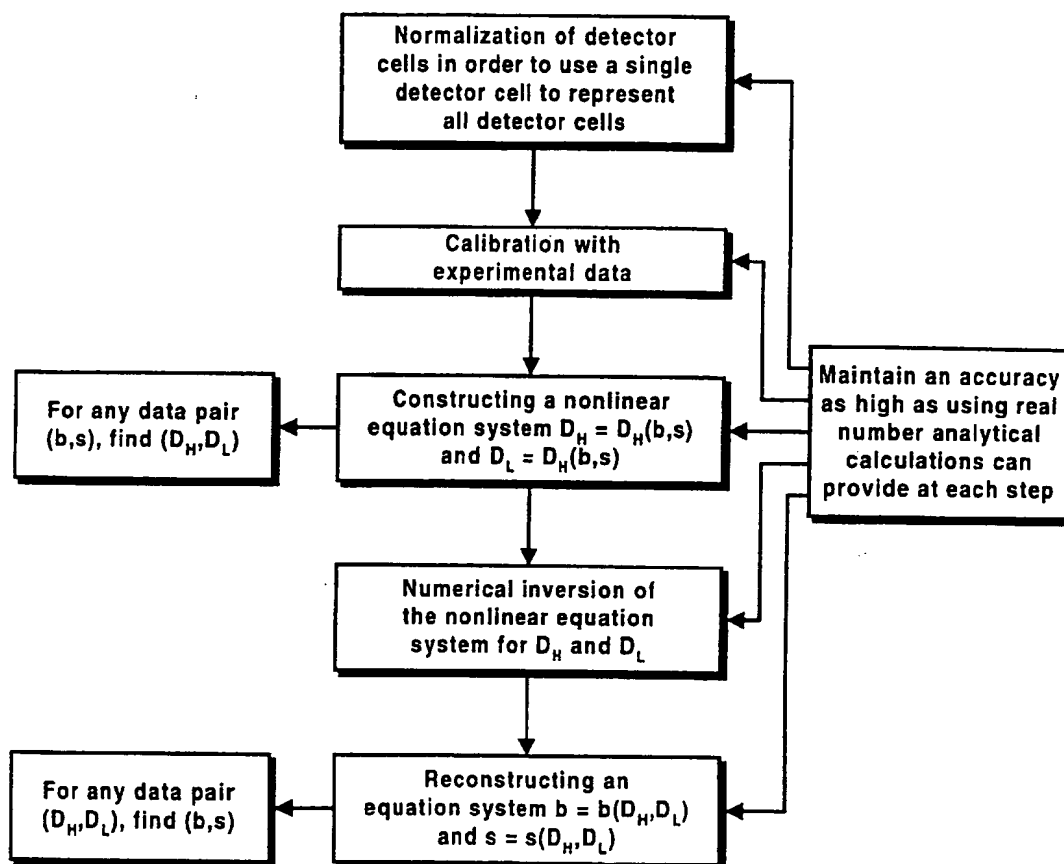 Normalization of detector
cells in order to use a single
detector cell to represent
all detector cells
Calibration with
experimental data
For any data pair
(b,s), find (D_H,D_L)
Constructing a nonlinear
equation system D_H = D_H(b,s)
and D_L = D_H(b,s)
Maintain an accuracy
as high as using real
number analytical
calculations can
provide at each step
Numerical inversion of
the nonlinear equation
system for D_H and D_L
For any data pair
(D_H,D_L), find (b,s)
Reconstructing an
equation system b = b(D_H,D_L)
and s = s(D_H,D_L)